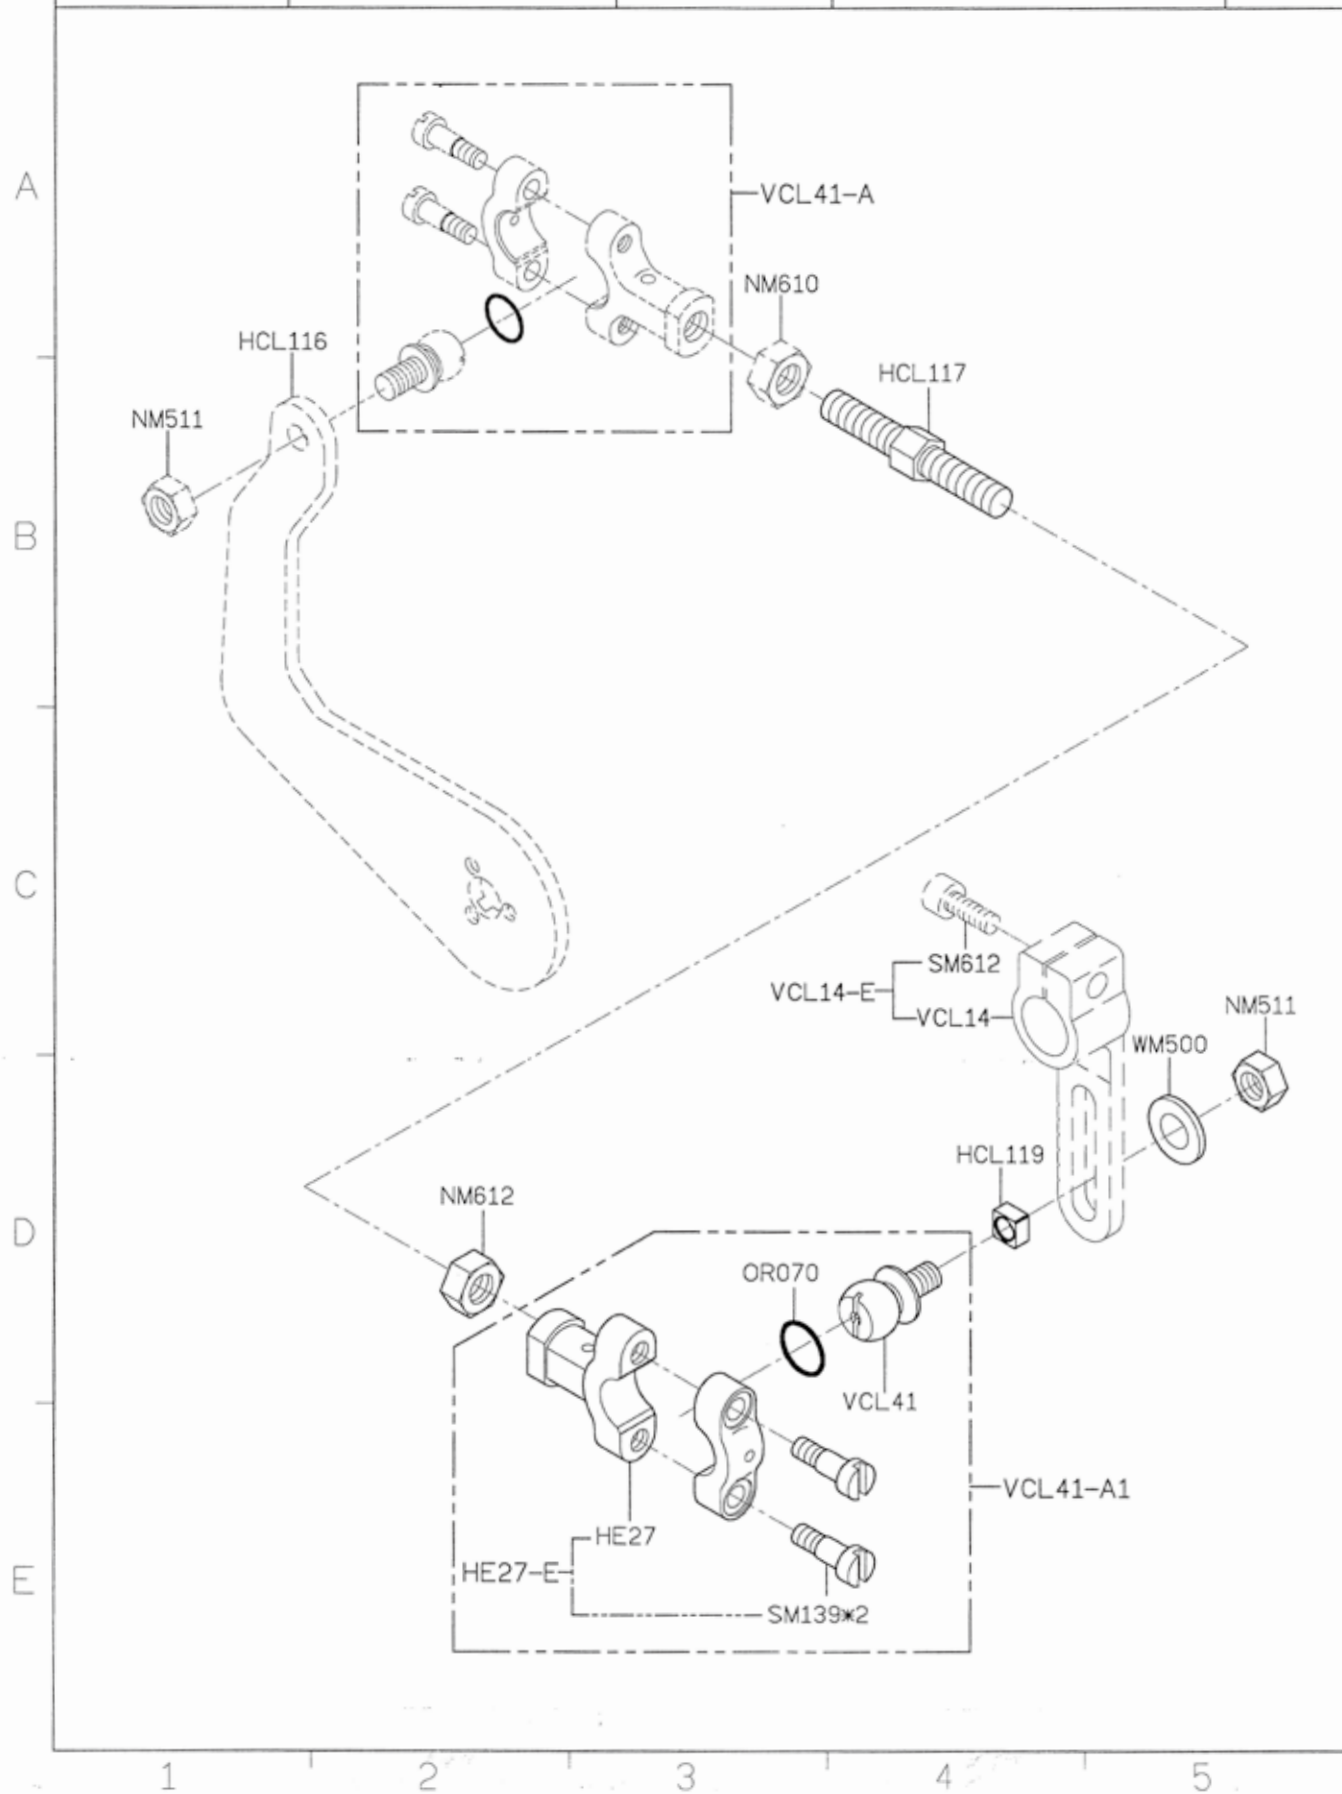 A
VCL41-A
NM610
HCL116
HCL117
NM511
B
C
SM612
VCL14-E
VCL14
NM511
WM500
HCL119
NM612
D
OR070
VCL41
VCL41-A1
HE27
HE27-E
E
SM139*2
1 2 3 4 5